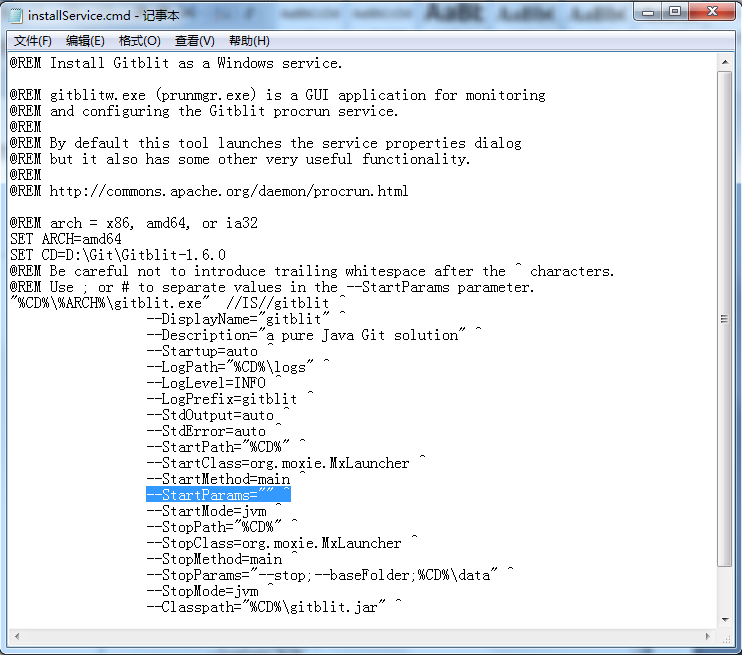 installService.cmd - 记事本
文件(F) 编辑(E) 格式(O) 查看(V) 帮助(H)
@REM Install Gitblit as a Windows service.
@REM gitblitw.exe (prunmgr.exe) is a GUI application for monitoring
@REM and configuring the Gitblit procrun service.
@REM
@REM By default this tool launches the service properties dialog
@REM but it also has some other very useful functionality.
@REM
@REM http://commons.apache.org/daemon/procrun.html
@REM arch = x86, amd64, or ia32
SET ARCH=amd64
SET CD=D:\Git\Gitblit-1.6.0
@REM Be careful not to introduce trailing whitespace after the ^ characters.
@REM Use ; or # to separate values in the --StartParams parameter.
"%CD%\%ARCH%\gitblit.exe"  //IS//gitblit ^
--DisplayName="gitblit" ^
--Description="a pure Java Git solution" ^
--Startup=auto ^
--LogPath="%CD%\logs" ^
--LogLevel=INFO ^
--LogPrefix=gitblit ^
--StdOutput=auto ^
--StdError=auto ^
--StartPath="%CD%" ^
--StartClass=org.moxie.MxLauncher ^
--StartMethod=main ^
--StartParams="" ^
--StartMode=jvm ^
--StopPath="%CD%" ^
--StopClass=org.moxie.MxLauncher ^
--StopMethod=main ^
--StopParams="--stop;--baseFolder;%CD%\data" ^
--StopMode=jvm ^
--Classpath="%CD%\gitblit.jar" ^